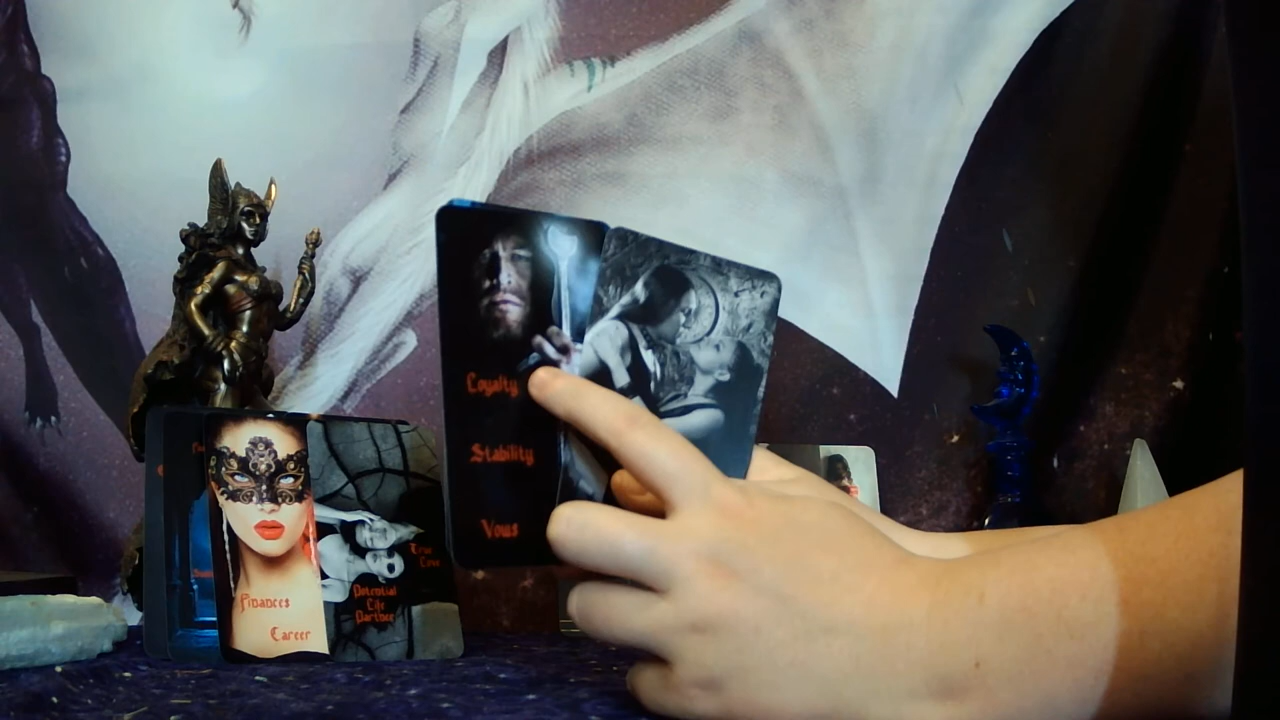 Loyalty
Stability
Vows
Finances
Career
True
Love
Potential
Life
Partner